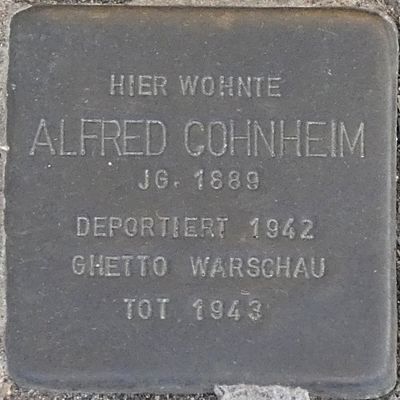 HIER WOHNTE
ALFRED COHNHEIM
JG. 1889
DEPORTIERT 1942
GHETTO WARSCHAU
TOT 1943